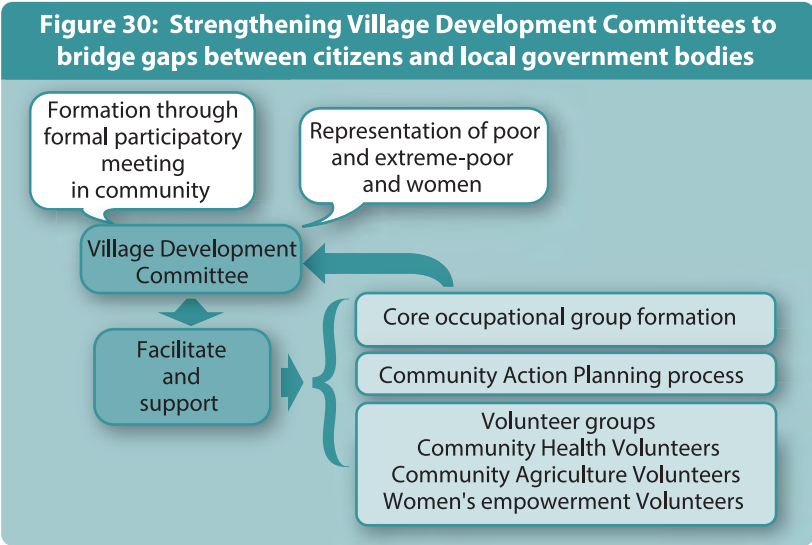 Figure 30: Strengthening Village Development Committees to
bridge gaps between citizens and local government bodies
Formation through
formal participatory
meeting
in community
Representation of poor
and extreme-poor
and women
Village Development
Committee
Facilitate
and
support
Core occupational group formation
Community Action Planning process
Volunteer groups
Community Health Volunteers
Community Agriculture Volunteers
Women's empowerment Volunteers